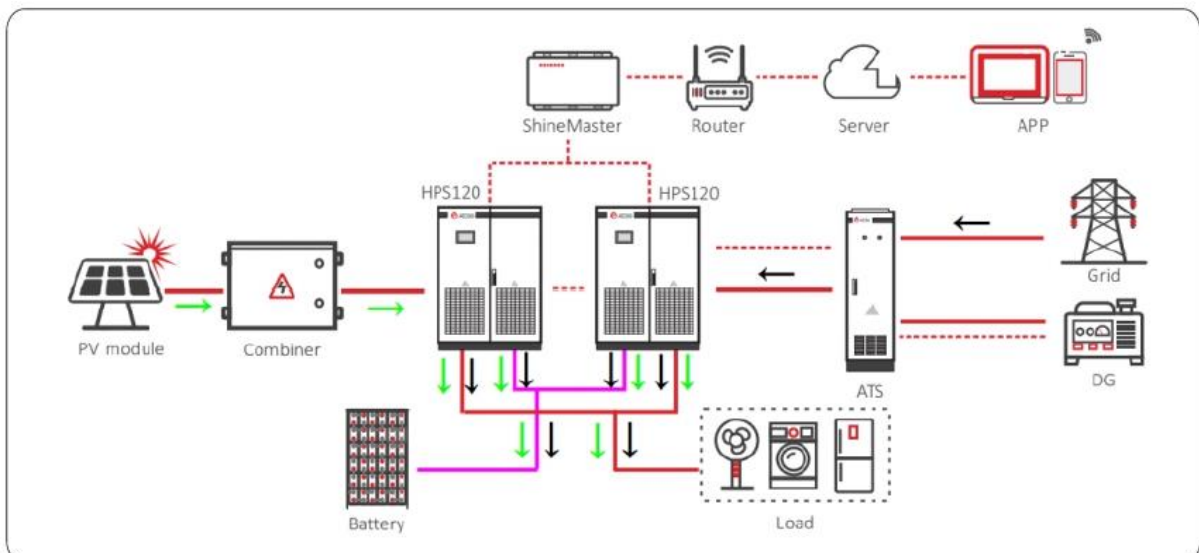 ShineMaster
Router
Server
APP
HPS120
HPS120
PV module
Combiner
ATS
Grid
DG
Battery
Load